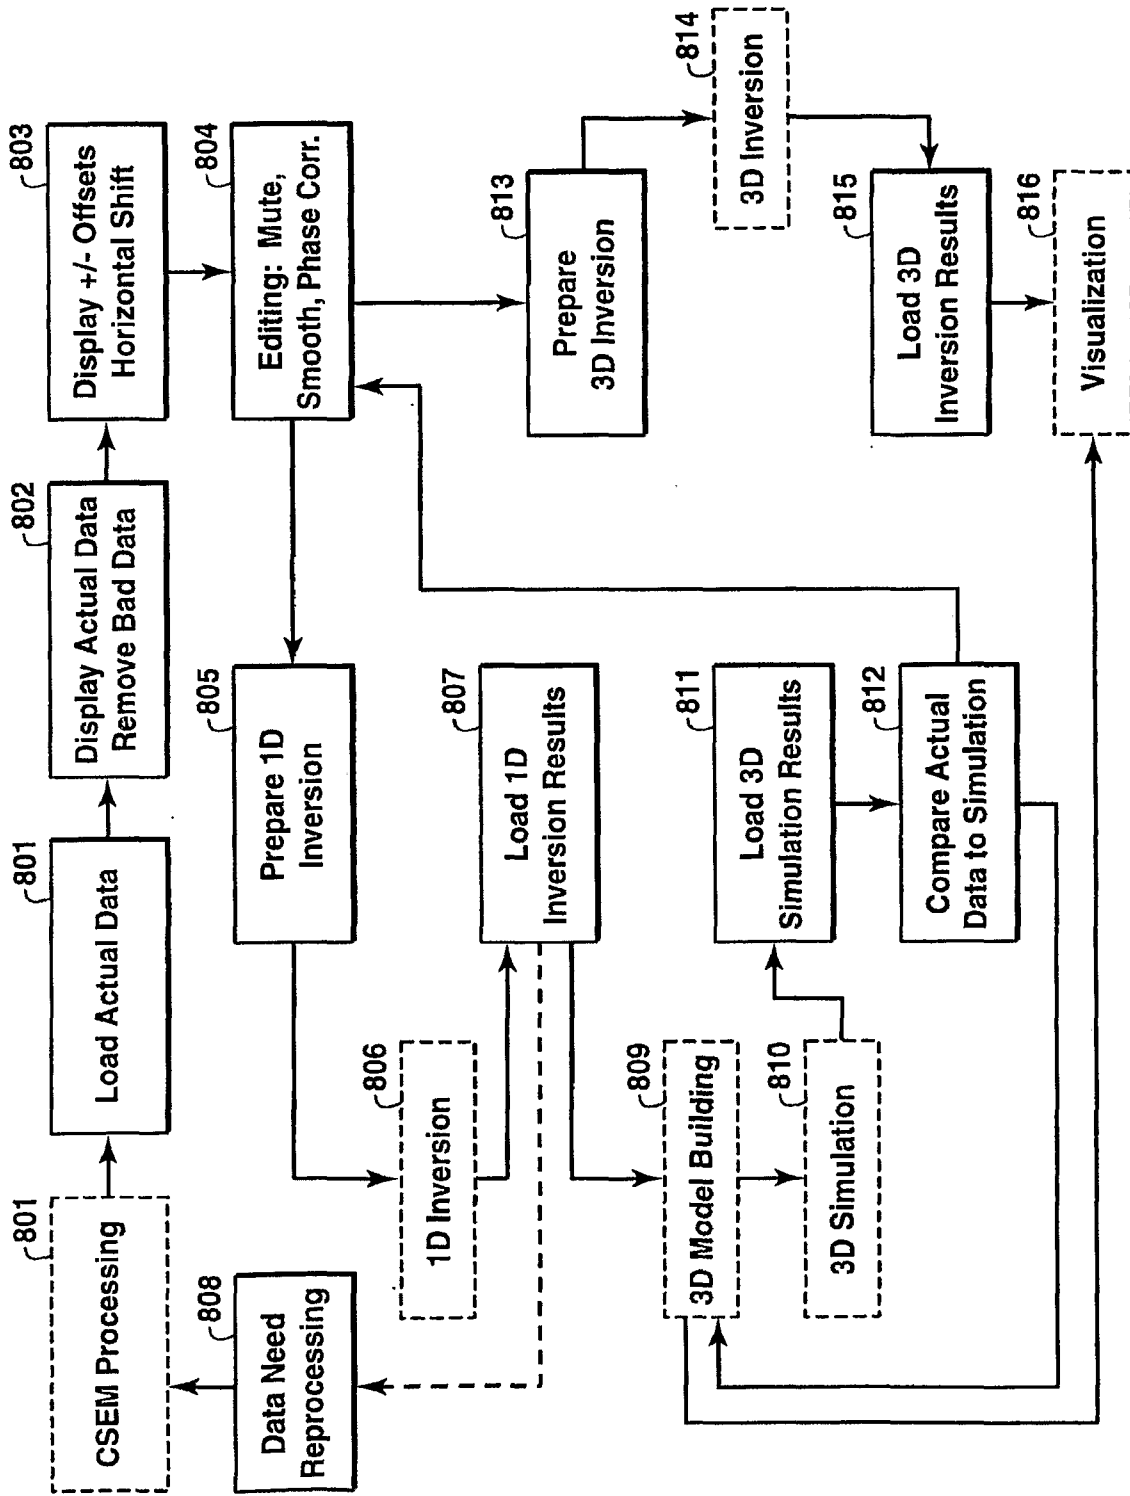 801
CSEM Processing
801
Load Actual Data
802
Display Actual Data
Remove Bad Data
803
Display +/- Offsets
Horizontal Shift
804
Editing: Mute,
Smooth, Phase Corr.
805
Prepare 1D
Inversion
806
1D Inversion
807
Load 1D
Inversion Results
808
Data Need
Reprocessing
809
3D Model Building
810
3D Simulation
811
Load 3D
Simulation Results
812
Compare Actual
Data to Simulation
813
Prepare
3D Inversion
814
3D Inversion
815
Load 3D
Inversion Results
816
Visualization